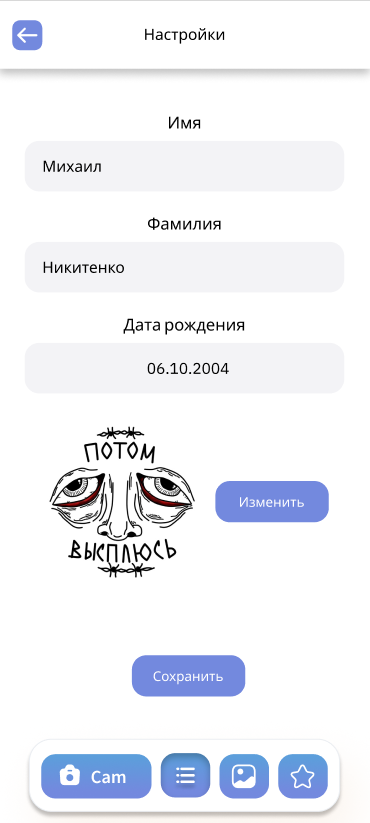 Настройки
Имя
Михаил
Фамилия
Никитенко
Дата рождения
06.10.2004
ПОТОМ
ВЫСПЛЮСЬ
Изменить
Сохранить
Cam